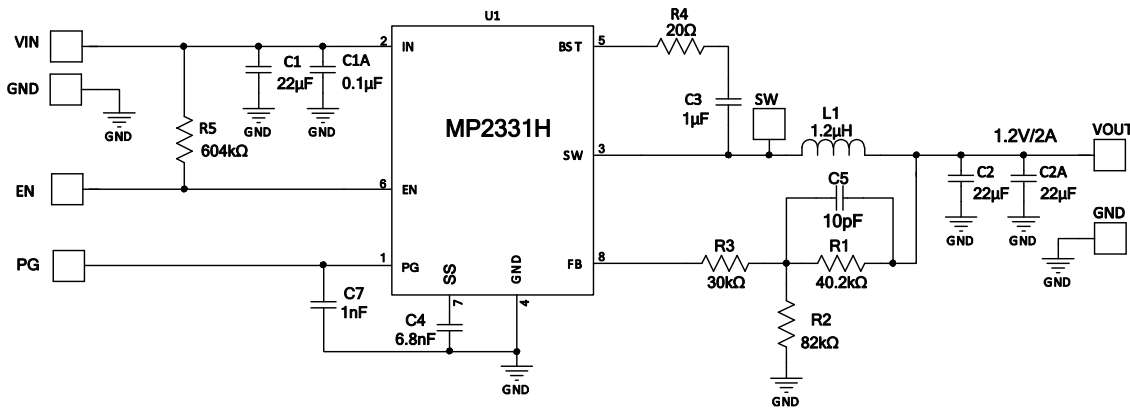 U1
VIN
GND
GND
EN
PG
R5
604kΩ
C1
22µF
GND
C1A
0.1µF
GND
2
IN
6
EN
1
PG
MP2331H
BST
5
SW
3
FB
8
SS
7
GND
4
C7
1nF
C4
6.8nF
GND
R4
20Ω
C3
1µF
SW
L1
1.2µH
1.2V/2A
VOUT
C5
10pF
R3
30kΩ
R1
40.2kΩ
R2
82kΩ
GND
C2
22µF
GND
C2A
22µF
GND
GND
GND